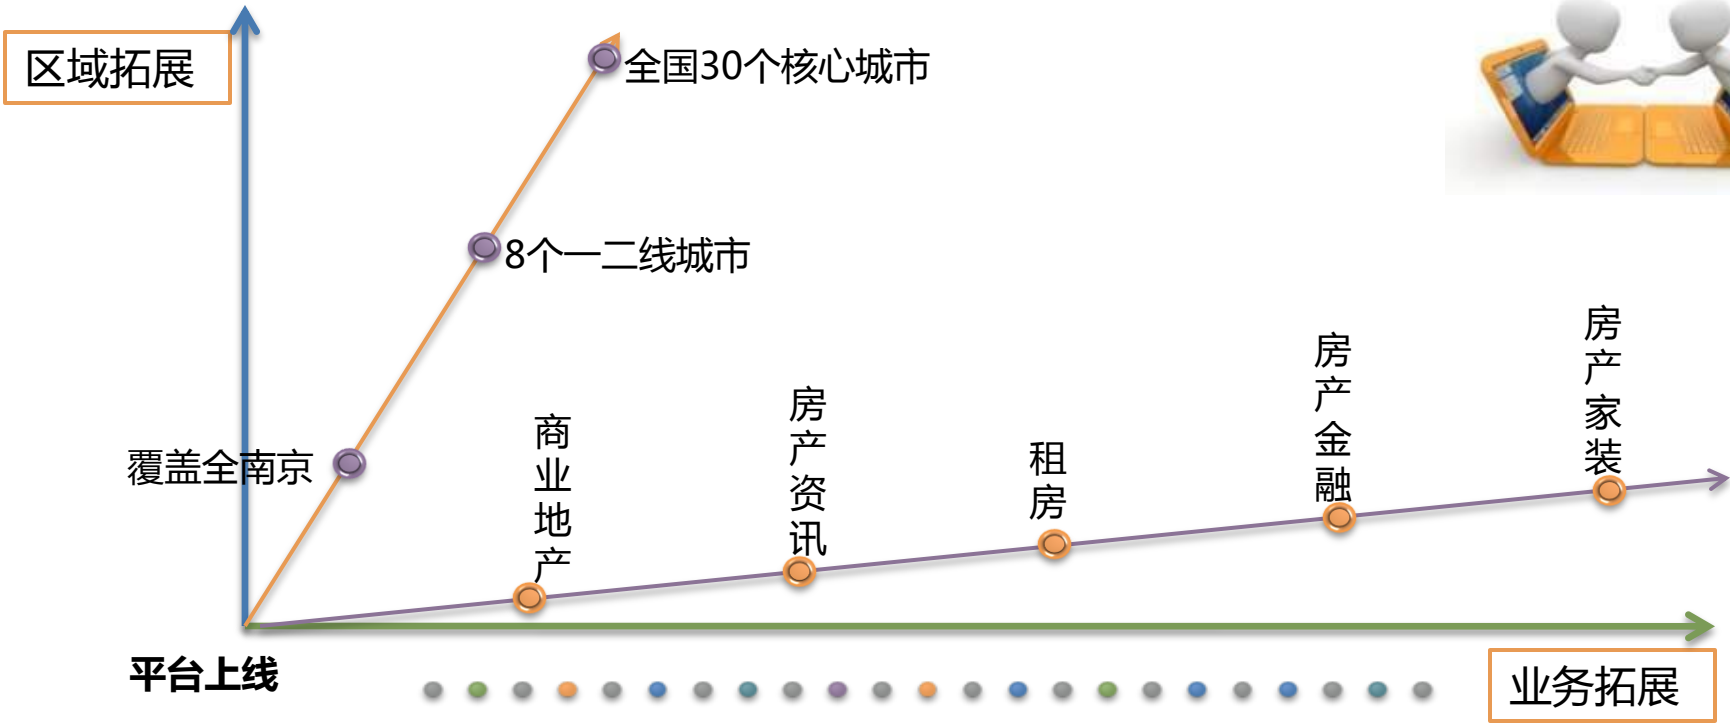 区域拓展
全国30个核心城市
8个一二线城市
覆盖全南京
商业地产
房产资讯
租房
房产金融
房产家装
平台上线
业务拓展